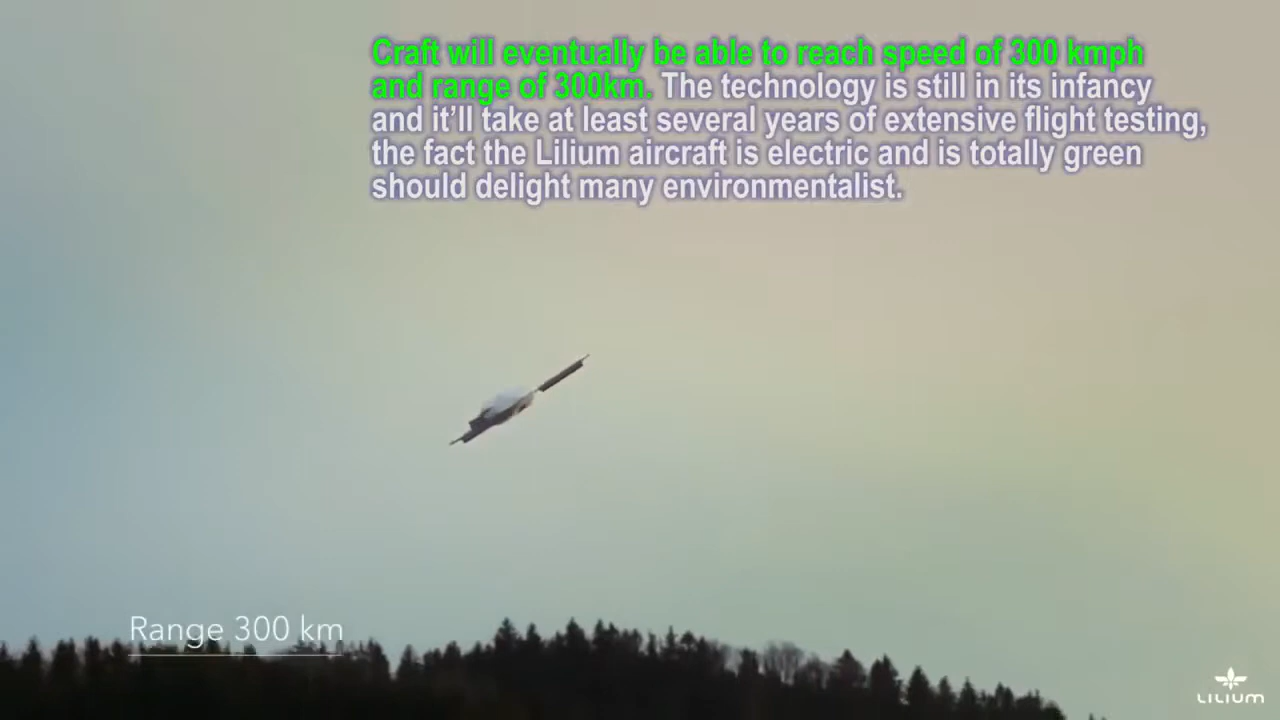 Craft will eventually be able to reach speed of 300 kmph
and range of 300km. The technology is still in its infancy
and it’ll take at least several years of extensive flight testing,
the fact the Lilium aircraft is electric and is totally green
should delight many environmentalist.
Range 300 km
LILIUM